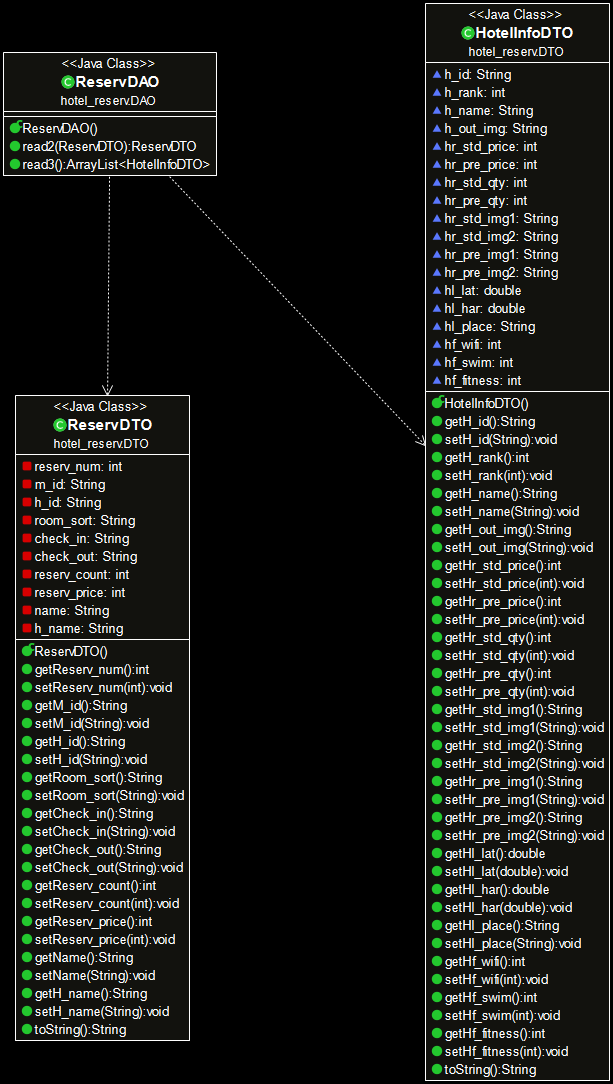 <<Java Class>>
ReservDAO
hotel_reserv.DAO
ReservDAO()
read2(ReservDTO):ReservDTO
read3():ArrayList<HotelInfoDTO>
<<Java Class>>
ReservDTO
hotel_reserv.DTO
reserv_num: int
m_id: String
h_id: String
room_sort: String
check_in: String
check_out: String
reserv_count: int
reserv_price: int
name: String
h_name: String
ReservDTO()
getReserv_num():int
setReserv_num(int):void
getM_id():String
setM_id(String):void
getH_id():String
setH_id(String):void
getRoom_sort():String
setRoom_sort(String):void
getCheck_in():String
setCheck_in(String):void
getCheck_out():String
setCheck_out(String):void
getReserv_count():int
setReserv_count(int):void
getReserv_price():int
setReserv_price(int):void
getName():String
setName(String):void
getH_name():String
setH_name(String):void
toString():String
<<Java Class>>
HotelInfoDTO
hotel_reserv.DTO
h_id: String
h_rank: int
h_name: String
h_out_img: String
hr_std_price: int
hr_pre_price: int
hr_std_qty: int
hr_pre_qty: int
hr_std_img1: String
hr_std_img2: String
hr_pre_img1: String
hr_pre_img2: String
hl_lat: double
hl_har: double
hl_place: String
hf_wifi: int
hf_swim: int
hf_fitness: int
HotelInfoDTO()
getH_id():String
setH_id(String):void
getH_rank():int
setH_rank(int):void
getH_name():String
setH_name(String):void
getH_out_img():String
setH_out_img(String):void
getHr_std_price():int
setHr_std_price(int):void
getHr_pre_price():int
setHr_pre_price(int):void
getHr_std_qty():int
setHr_std_qty(int):void
getHr_pre_qty():int
setHr_pre_qty(int):void
getHr_std_img1():String
setHr_std_img1(String):void
getHr_std_img2():String
setHr_std_img2(String):void
getHr_pre_img1():String
setHr_pre_img1(String):void
getHr_pre_img2():String
setHr_pre_img2(String):void
getHl_lat():double
setHl_lat(double):void
getHl_har():double
setHl_har(double):void
getHl_place():String
setHl_place(String):void
getHf_wifi():int
setHf_wifi(int):void
getHf_swim():int
setHf_swim(int):void
getHf_fitness():int
setHf_fitness(int):void
toString():String